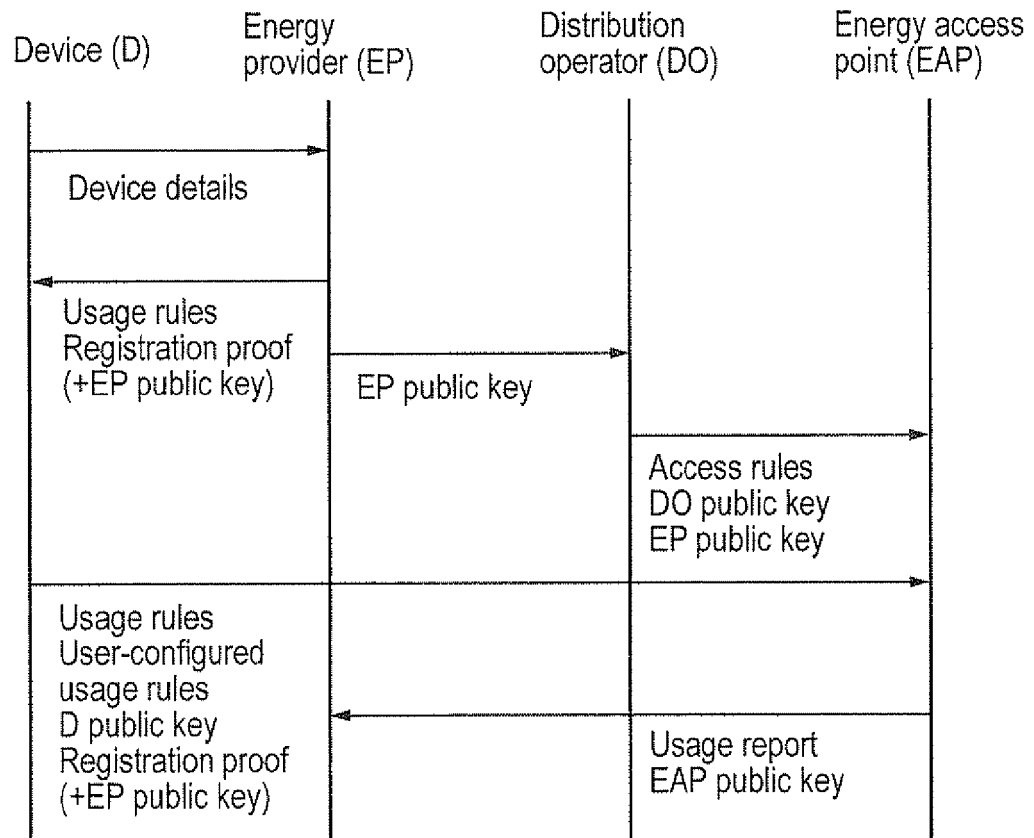 Device (D)
Energy
provider (EP)
Distribution
operator (DO)
Energy access
point (EAP)
Device details
Usage rules
Registration proof
(+EP public key)
EP public key
Access rules
DO public key
EP public key
Usage rules
User-configured
usage rules
D public key
Registration proof
(+EP public key)
Usage report
EAP public key